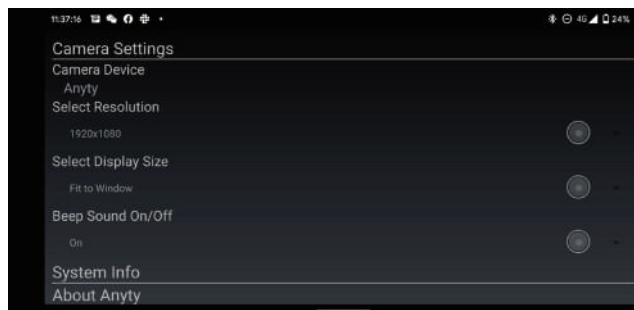 11:37:16 4G 24%
Camera Settings
Camera Device
Anyty
Select Resolution
1920x1080
Select Display Size
Fit to Window
Beep Sound On/Off
On
System Info
About Anyty